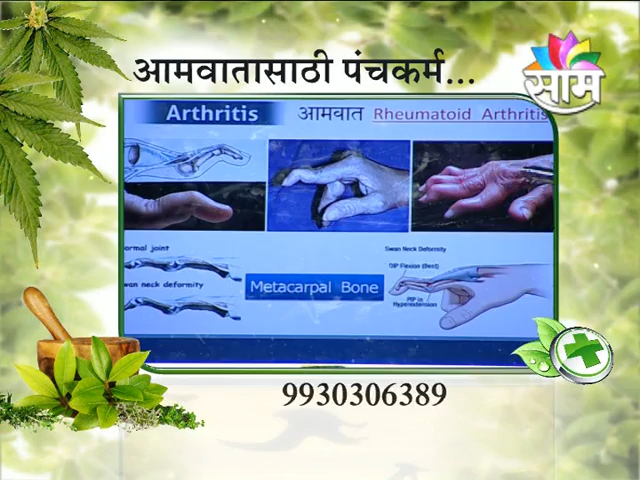 आमवातासाठी पंचकर्म...
साम
Arthritis
आमवात Rheumatoid Arthritis
ormal joint
wan neck deformity
Metacarpal Bone
Swan Neck Deformity
DIP Flexion (Bent)
PIP in
Hyperextension
9930306389